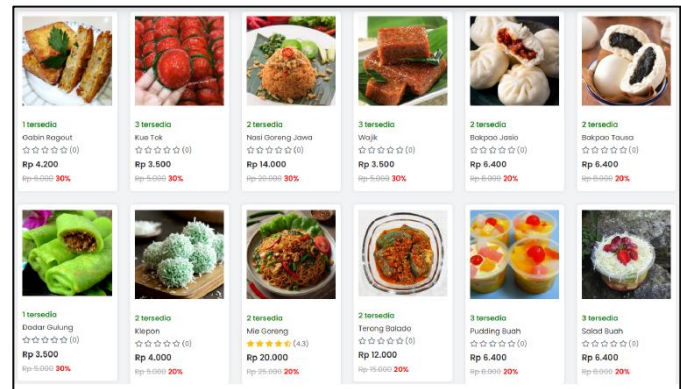 1 tersedia
Gabin Ragout
(0)
Rp 4.200
Rp 6.000 30%
3 tersedia
Kue Tok
(0)
Rp 3.500
Rp 5.000 30%
2 tersedia
Nasi Goreng Jawa
(0)
Rp 14.000
Rp 20.000 30%
3 tersedia
Wajik
(0)
Rp 3.500
Rp 5.000 30%
2 tersedia
Bakpao Jasio
(0)
Rp 6.400
Rp 8.000 20%
2 tersedia
Bakpao Tausa
(0)
Rp 6.400
Rp 8.000 20%
1 tersedia
Dadar Gulung
(0)
Rp 3.500
Rp 5.000 30%
2 tersedia
Klepon
(0)
Rp 4.000
Rp 5.000 20%
2 tersedia
Mie Goreng
(4.3)
Rp 20.000
Rp 25.000 20%
2 tersedia
Terong Balado
(0)
Rp 12.000
Rp 15.000 20%
3 tersedia
Pudding Buah
(0)
Rp 6.400
Rp 8.000 20%
3 tersedia
Salad Buah
(0)
Rp 6.400
Rp 8.000 20%